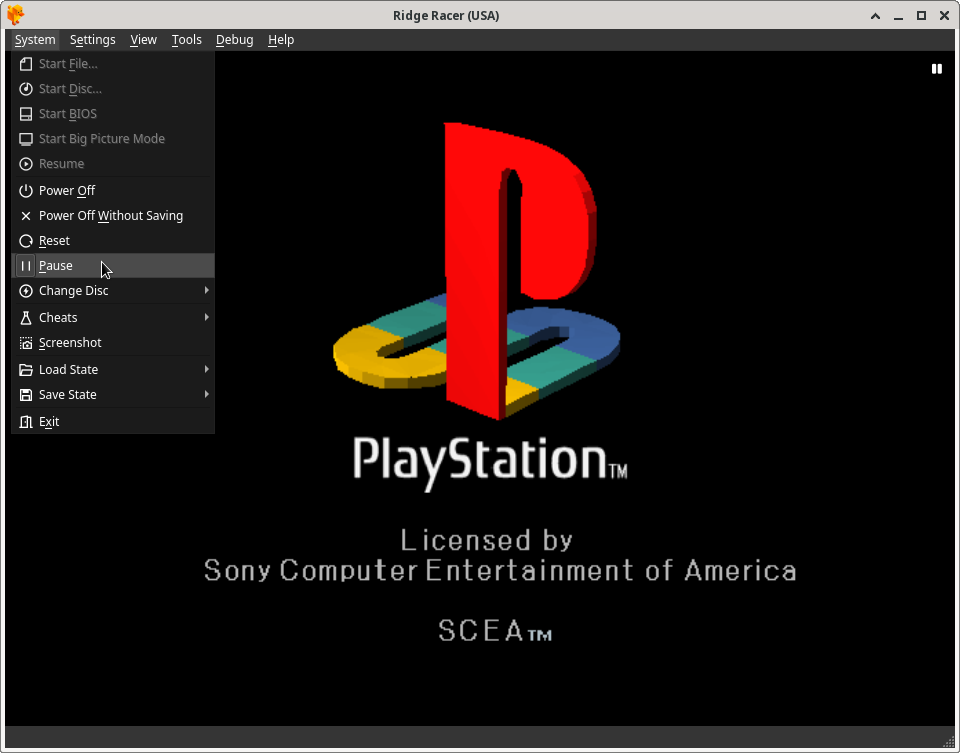 Ridge Racer (USA)
System Settings View Tools Debug Help
Start File...
Start Disc...
Start BIOS
Start Big Picture Mode
Resume
Power Off
Power Off Without Saving
Reset
Pause
Change Disc
Cheats
Screenshot
Load State
Save State
Exit
PlayStation™
Licensed by
Sony Computer Entertainment of America
SCEA™